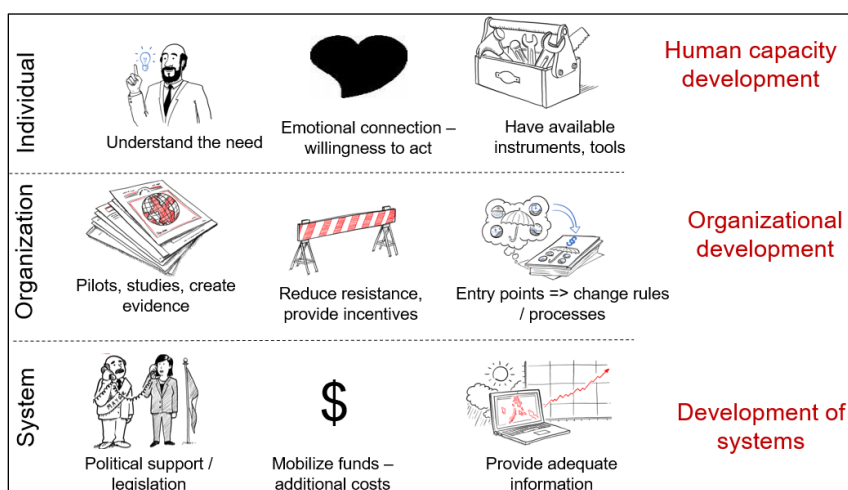 Individual
Understand the need
Emotional connection –
willingness to act
Have available
instruments, tools
Human capacity
development
Organization
Pilots, studies, create
evidence
Reduce resistance,
provide incentives
$
Entry points => change rules
/ processes
Organizational
development
System
MAYOR
Political support /
legislation
$
Mobilize funds –
additional costs
Provide adequate
information
Development of
systems